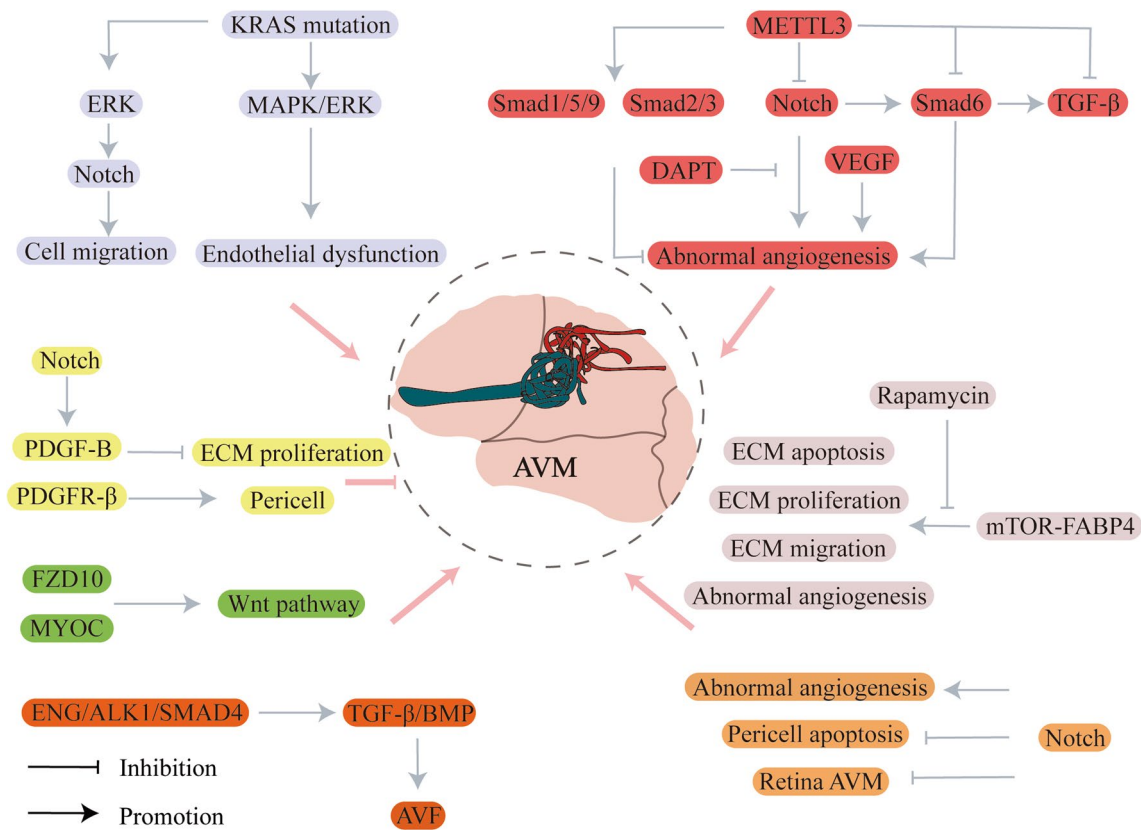 KRAS mutation
ERK
MAPK/ERK
Notch
Cell migration
Endothelial dysfunction
METTL3
Smad1/5/9
Smad2/3
Notch
Smad6
TGF-β
DAPT
VEGF
Abnormal angiogenesis
Notch
PDGF-B
ECM proliferation
PDGFR-β
Pericell
AVM
Rapamycin
ECM apoptosis
ECM proliferation
mTOR-FABP4
ECM migration
Abnormal angiogenesis
FZD10
MYOC
Wnt pathway
ENG/ALK1/SMAD4
TGF-β/BMP
AVF
Abnormal angiogenesis
Pericell apoptosis
Notch
Retina AVM
Inhibition
Promotion